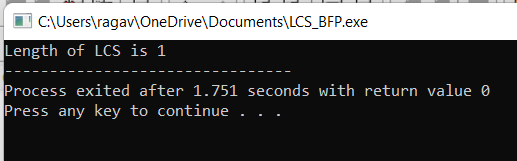 C:\Users\ragav\OneDrive\Documents\LCS_BFP.exe
Length of LCS is 1
--------------------------------
Process exited after 1.751 seconds with return value 0
Press any key to continue . . .